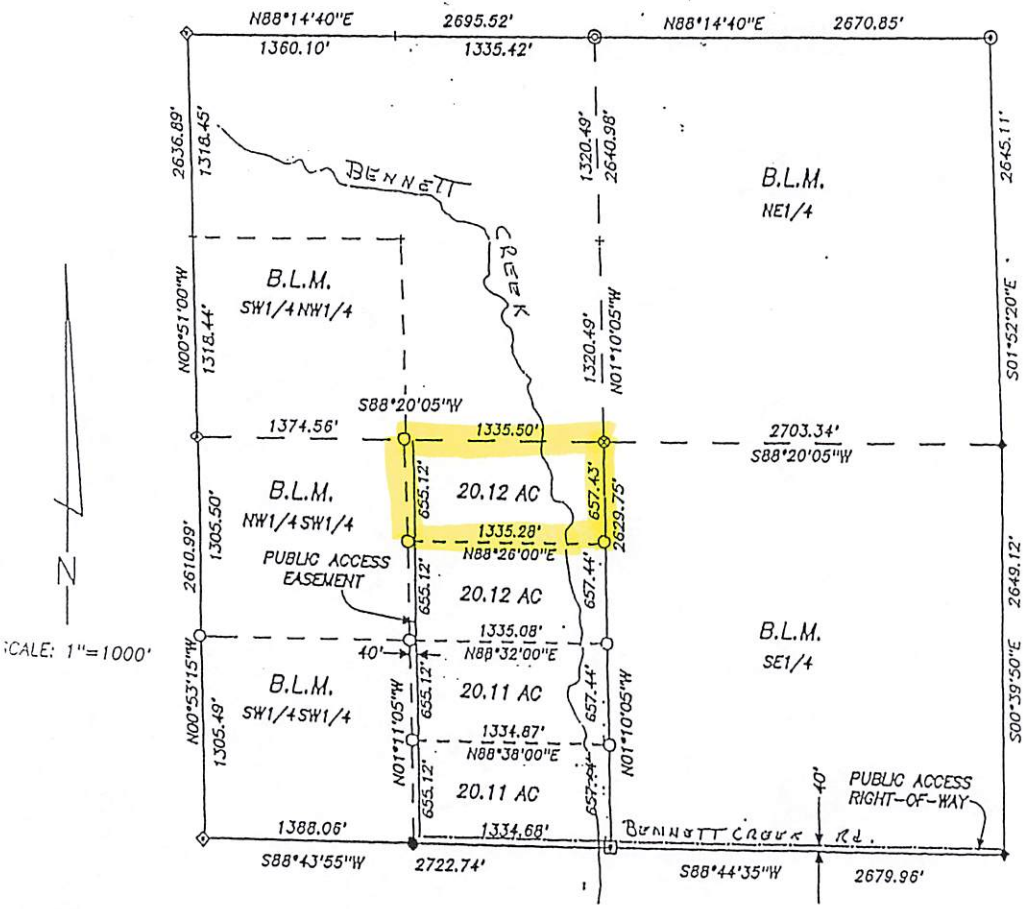 N88°14'40"E
2695.52'
N88°14'40"E
2670.85'
1360.10'
1335.42'
2636.89'
1318.45'
1320.49'
2640.98'
2645.11'
BENNETT
CREEK
B.L.M.
NE1/4
B.L.M.
SW1/4NW1/4
N00°51'00"W
1318.44'
1320.49'
N01°10'05"W
S01°52'20"E
S88°20'05"W
1374.56'
1335.50'
2703.34'
S88°20'05"W
B.L.M.
NW1/4SW1/4
655.12'
20.12 AC
657.43'
2629.75'
2610.99'
1305.50'
1335.28'
N88°26'00"E
2649.12'
PUBLIC ACCESS
EASEMENT
655.12'
20.12 AC
657.44'
N
SCALE: 1"=1000'
1335.08'
N88°32'00"E
40'
B.L.M.
SE1/4
B.L.M.
SW1/4SW1/4
N00°53'15"W
1305.49'
N01°11'05"W
655.12'
20.11 AC
657.44'
N01°10'05"W
S00°39'50"E
1334.87'
N88°38'00"E
655.12'
20.11 AC
657.44'
40'
PUBLIC ACCESS
RIGHT-OF-WAY
1388.06'
1334.68'
BENNETT CREEK Rd.
S88°43'55"W
2722.74'
S88°44'35"W
2679.96'